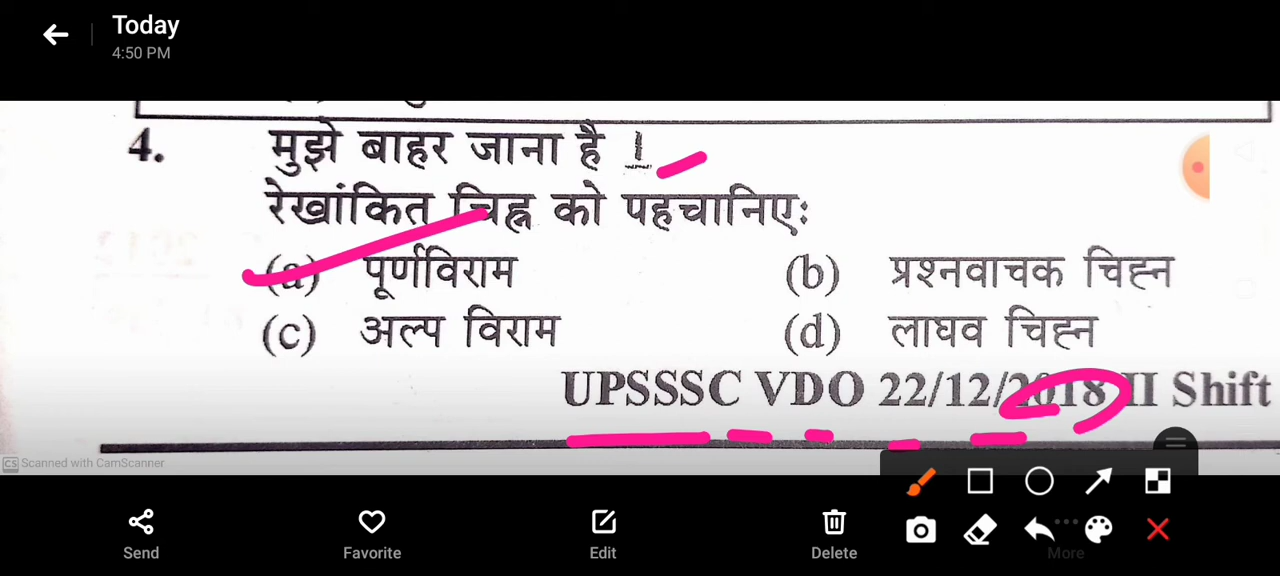 Today
4:50 PM
4. मुझे बाहर जाना है ।
रेखांकित चिह्न को पहचानिएः
(a) पूर्णविराम (b) प्रश्नवाचक चिह्न
(c) अल्प विराम (d) लाघव चिह्न
UPSSSC VDO 22/12/2018 II Shift
CS Scanned with CamScanner
Send Favorite Edit Delete More